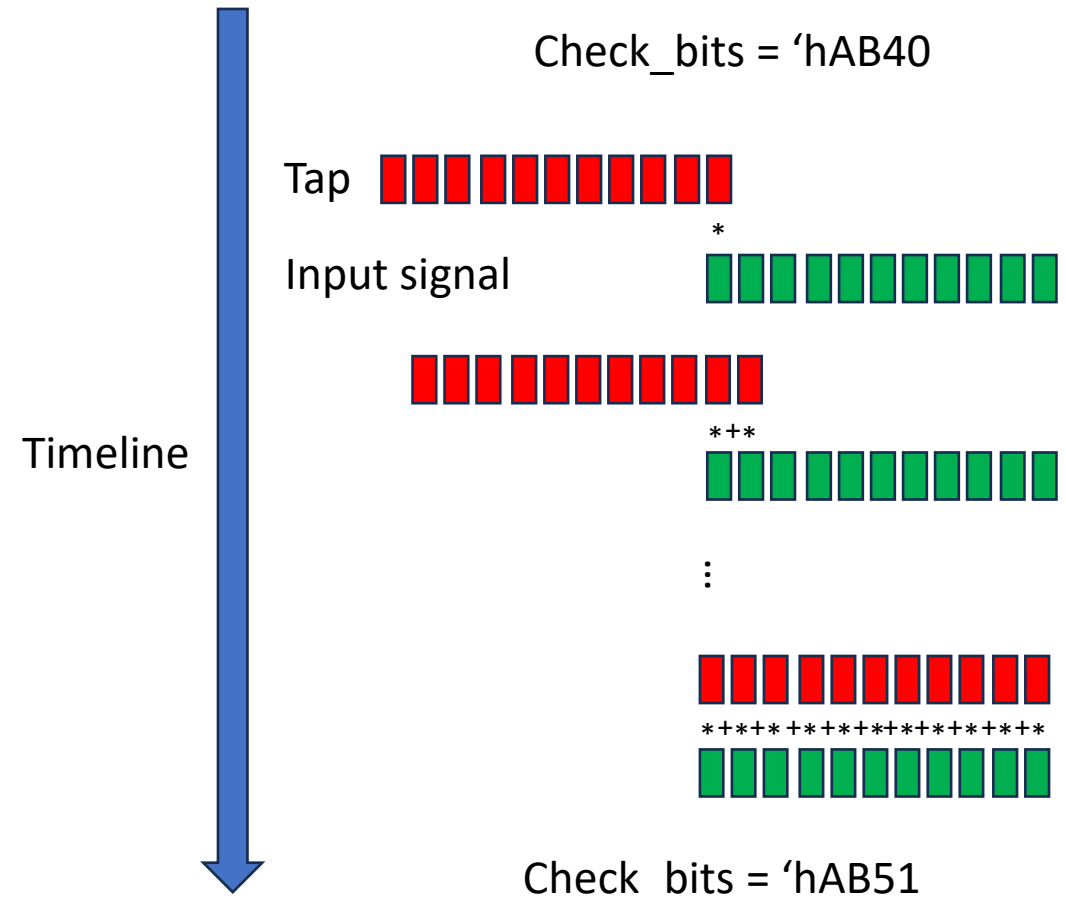 Check_bits = ‘hAB40
Tap
*
Input signal
*+*
Timeline
⋮
*+*+* +*+*+*+*+*+*+*+*
Check bits = ‘hAB51